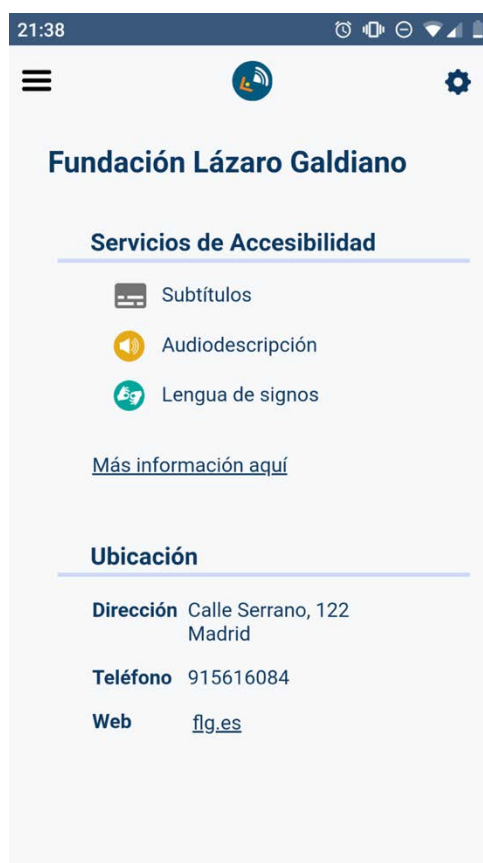 21:38
Fundación Lázaro Galdiano
Servicios de Accesibilidad
Subtítulos
Audiodescripción
Lengua de signos
Más información aquí
Ubicación
Dirección Calle Serrano, 122
Madrid
Teléfono 915616084
Web flg.es